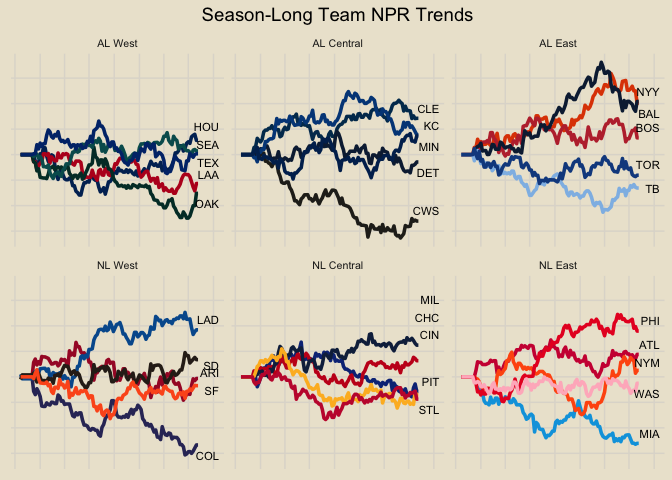 Season-Long Team NPR Trends
AL West
AL Central
AL East
HOU
SEA
TEX
LAA
OAK
CLE
KC
MIN
DET
CWS
NYY
BAL
BOS
TOR
TB
NL West
NL Central
NL East
LAD
SD
ARI
SF
COL
MIL
CHC
CIN
PIT
STL
PHI
ATL
NYM
WAS
MIA